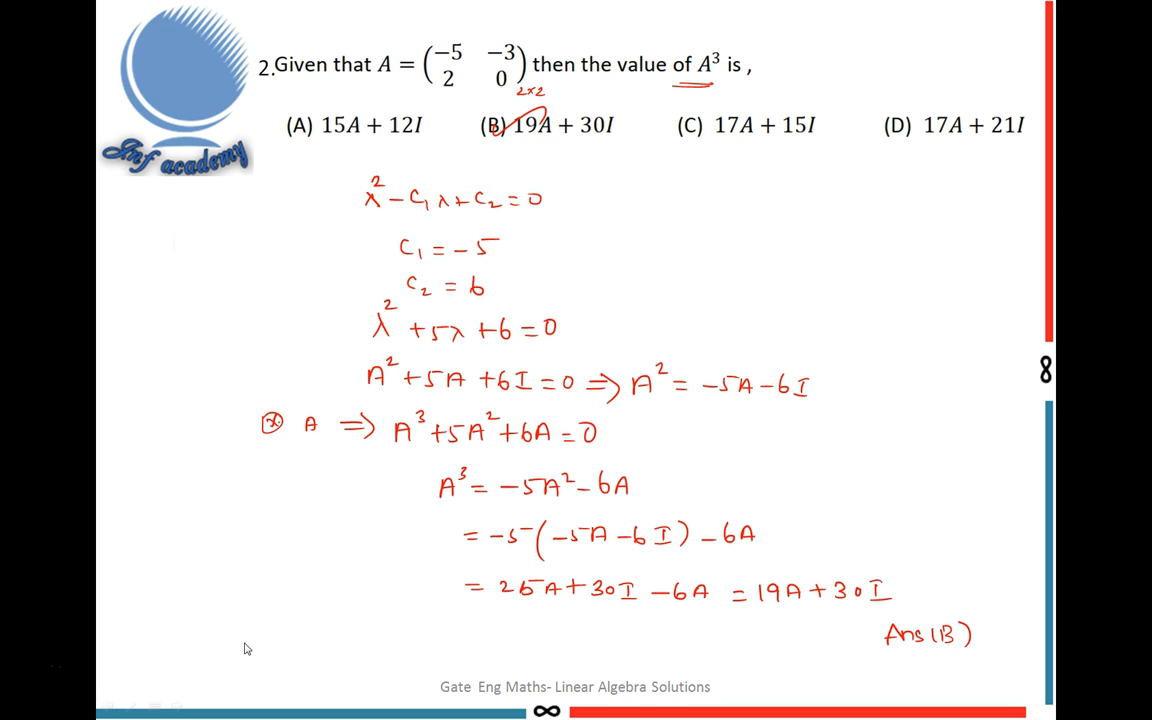 2.Given that A = (−5 −3
2 0) then the value of A³ is ,
2×2
(A) 15A + 12I (B) 19A + 30I (C) 17A + 15I (D) 17A + 21I
Inf academy
λ² − C₁λ + C₂ = 0
C₁ = −5
C₂ = 6
λ² + 5λ + 6 = 0
A² + 5A + 6I = 0 ⇒ A² = −5A − 6I
ⓧ A ⇒ A³ + 5A² + 6A = 0
A³ = −5A² − 6A
= −5(−5A − 6I) − 6A
= 25A + 30I − 6A = 19A + 30I
Ans (B)
8
Gate Eng Maths- Linear Algebra Solutions
∞